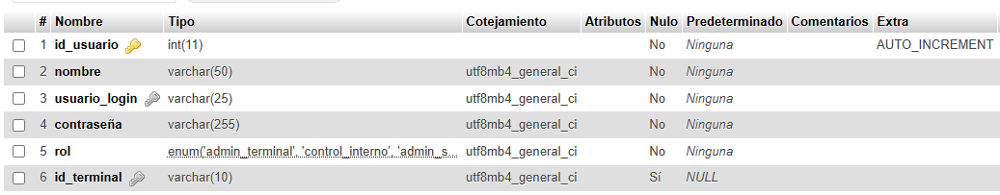 # Nombre Tipo Cotejamiento Atributos Nulo Predeterminado Comentarios Extra
1 id_usuario int(11) No Ninguna AUTO_INCREMENT
2 nombre varchar(50) utf8mb4_general_ci No Ninguna
3 usuario_login varchar(25) utf8mb4_general_ci No Ninguna
4 contraseña varchar(255) utf8mb4_general_ci No Ninguna
5 rol enum('admin_terminal', 'control_interno', 'admin_s... utf8mb4_general_ci No Ninguna
6 id_terminal varchar(10) utf8mb4_general_ci Sí NULL